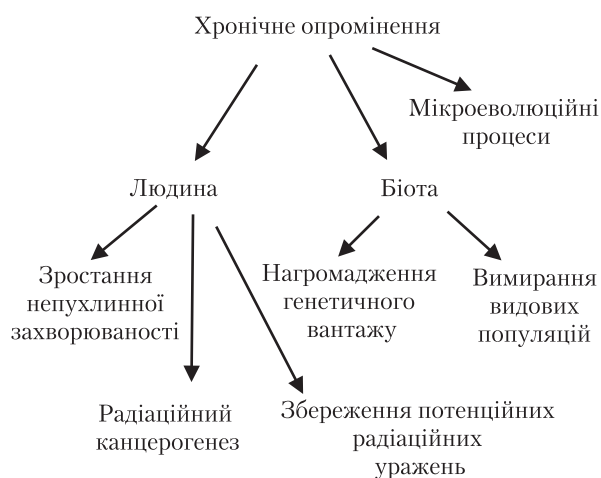 Хронічне опромінення
Мікроеволюційні
процеси
Людина
Біота
Зростання
непухлинної
захворюваності
Нагромадження
генетичного
вантажу
Вимирання
видових
популяцій
Радіаційний
канцерогенез
Збереження потенційних
радіаційних
уражень